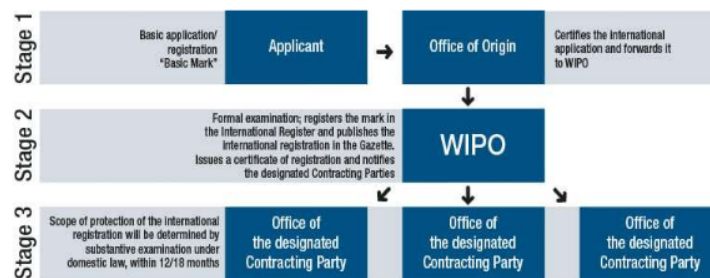 Stage 1
Basic application/
registration
"Basic Mark"
Applicant
Office of Origin
Certifies the international
application and forwards it
to WIPO
Stage 2
Formal examination; registers the mark in
the International Register and publishes the
international registration in the Gazette.
Issues a certificate of registration and notifies
the designated Contracting Parties
WIPO
Stage 3
Scope of protection of the international
registration will be determined by
substantive examination under
domestic law, within 12/18 months
Office of
the designated
Contracting Party
Office of
the designated
Contracting Party
Office of
the designated
Contracting Party